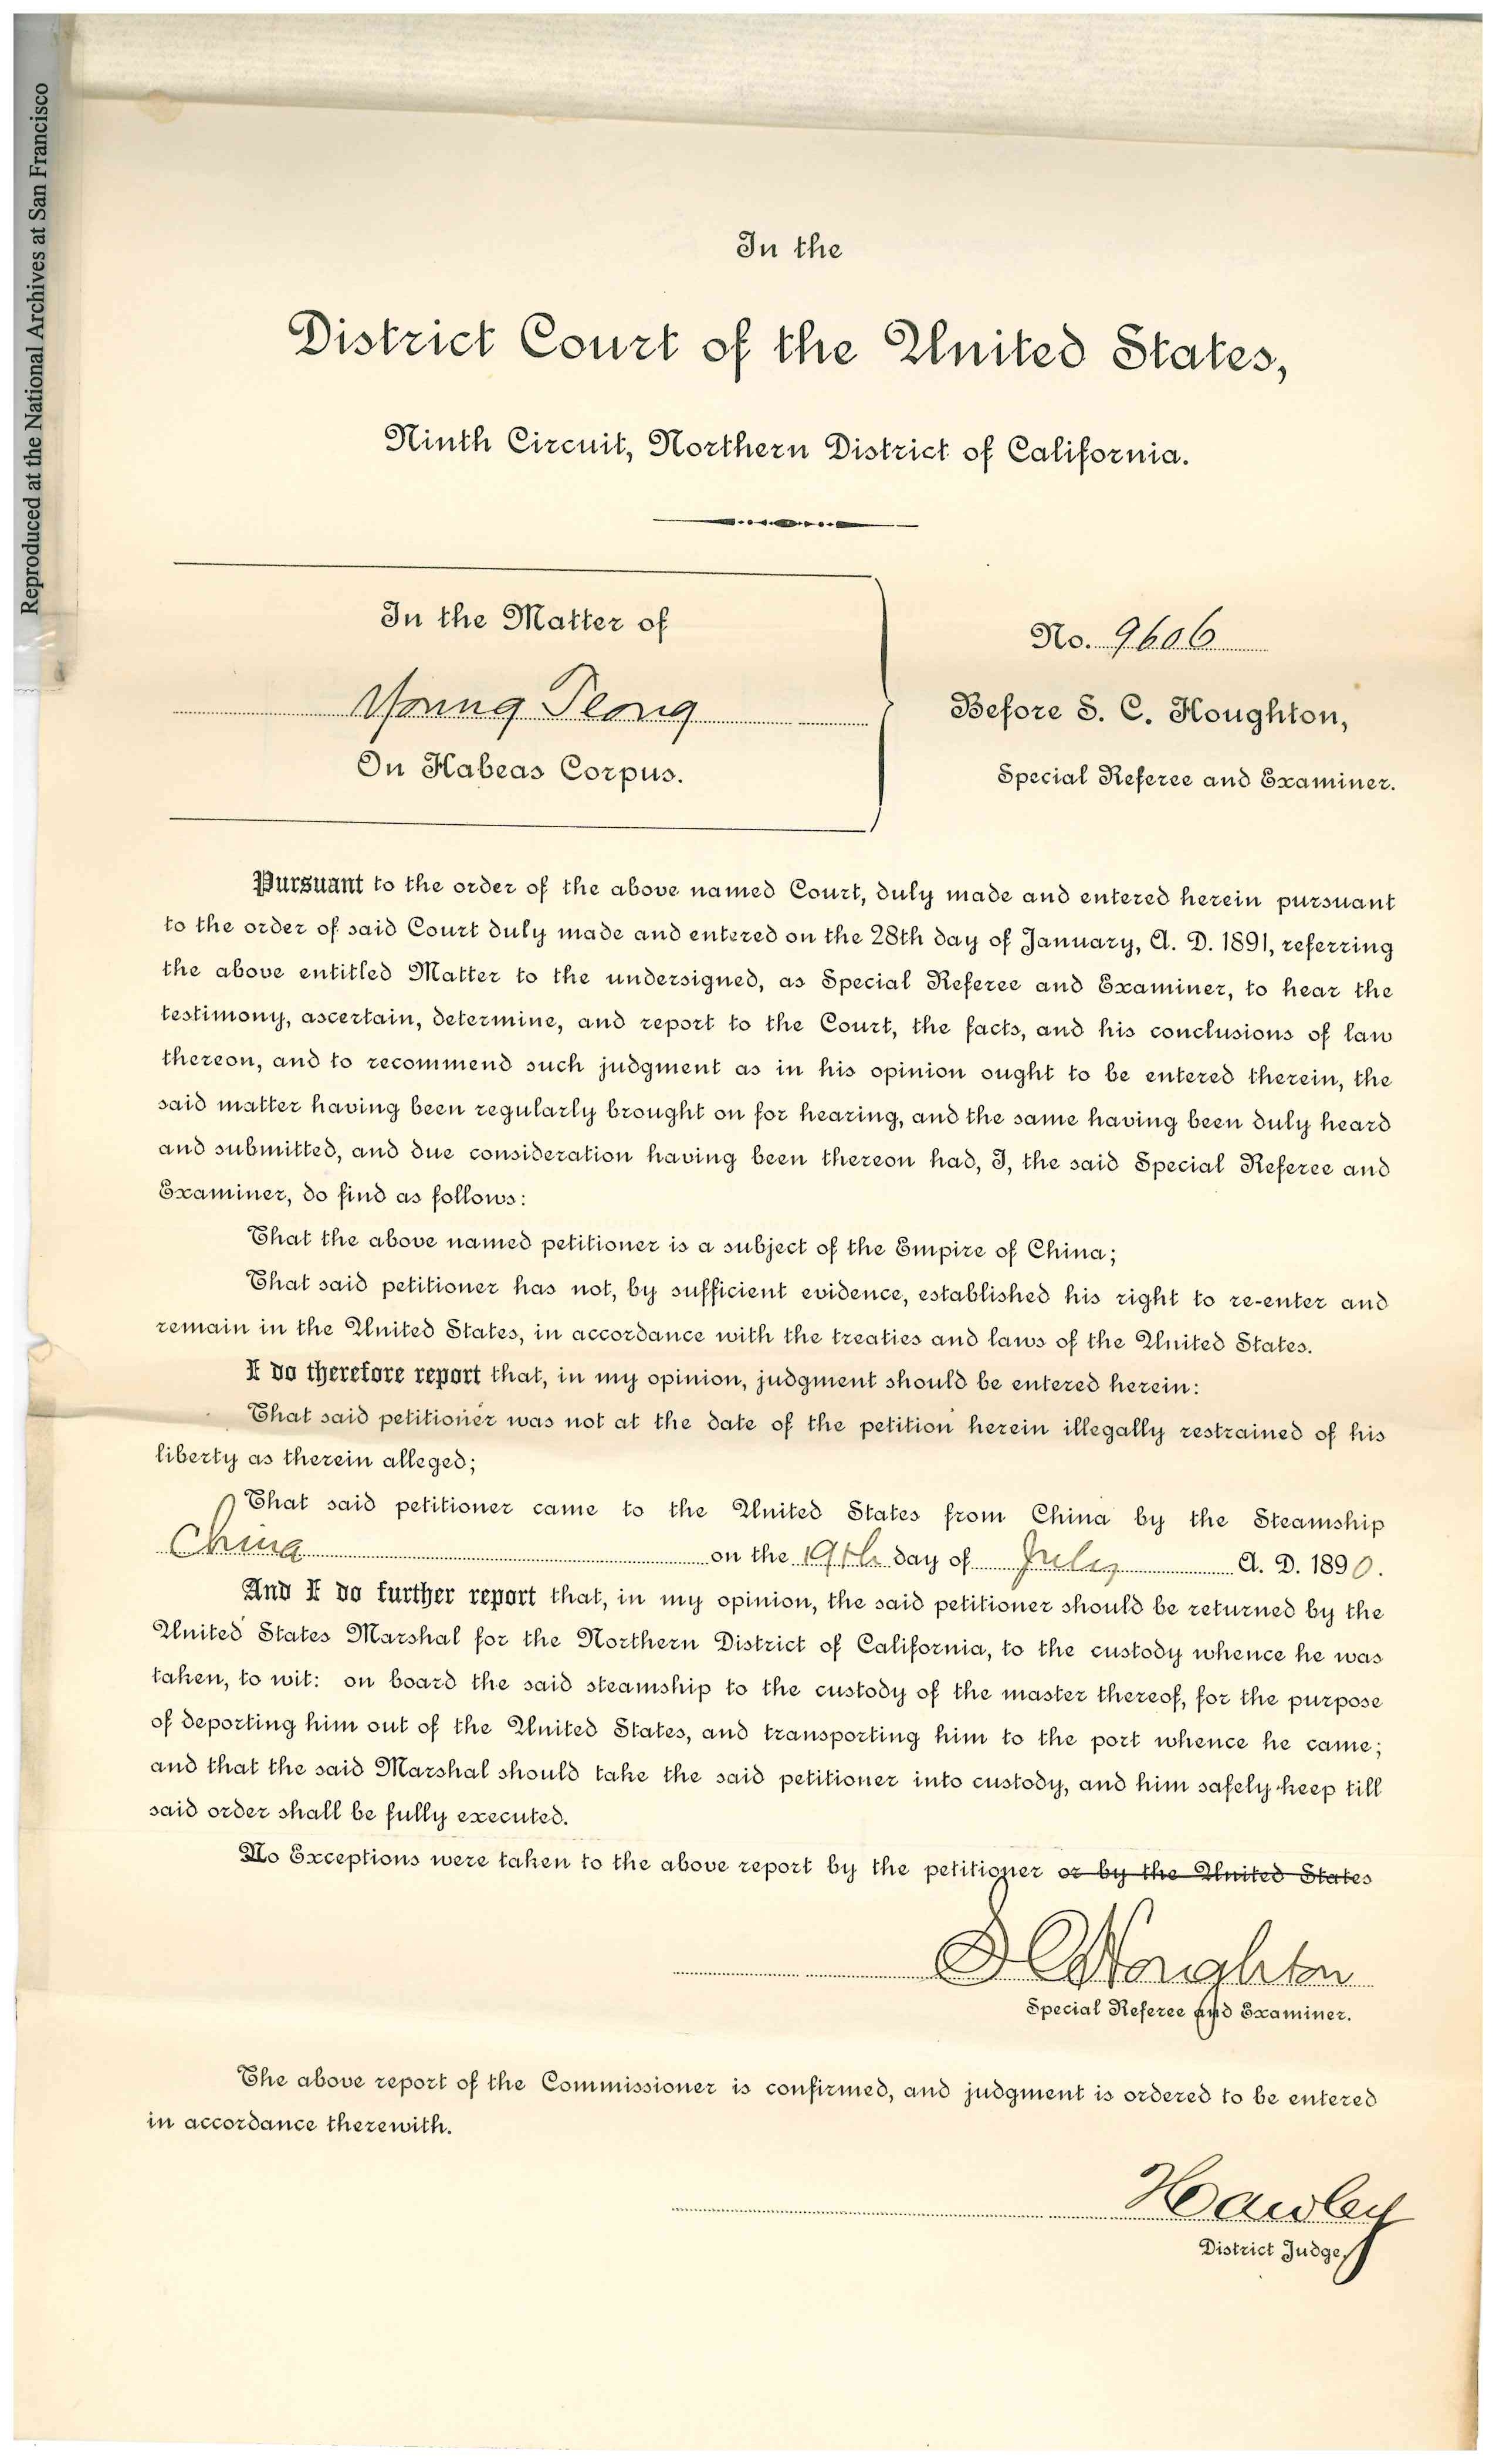 Reproduced at the National Archives at San Francisco
In the
District Court of the United States,
Ninth Circuit, Northern District of California.
In the Matter of
Young Teong
On Habeas Corpus.
No. 9606
Before S. C. Houghton,
Special Referee and Examiner.
Pursuant to the order of the above named Court, duly made and entered herein pursuant
to the order of said Court duly made and entered on the 28th day of January, A. D. 1891, referring
the above entitled Matter to the undersigned, as Special Referee and Examiner, to hear the
testimony, ascertain, determine, and report to the Court, the facts, and his conclusions of law
thereon, and to recommend such judgment as in his opinion ought to be entered therein, the
said matter having been regularly brought on for hearing, and the same having been duly heard
and submitted, and due consideration having been thereon had, I, the said Special Referee and
Examiner, do find as follows:
That the above named petitioner is a subject of the Empire of China;
That said petitioner has not, by sufficient evidence, established his right to re-enter and
remain in the United States, in accordance with the treaties and laws of the United States.
I do therefore report that, in my opinion, judgment should be entered herein:
That said petitioner was not at the date of the petition herein illegally restrained of his
liberty as therein alleged;
That said petitioner came to the United States from China by the Steamship
China on the 19th day of July A. D. 1890.
And I do further report that, in my opinion, the said petitioner should be returned by the
United States Marshal for the Northern District of California, to the custody whence he was
taken, to wit: on board the said steamship to the custody of the master thereof, for the purpose
of deporting him out of the United States, and transporting him to the port whence he came;
and that the said Marshal should take the said petitioner into custody, and him safely keep till
said order shall be fully executed.
No Exceptions were taken to the above report by the petitioner or by the United States
S C Houghton
Special Referee and Examiner.
The above report of the Commissioner is confirmed, and judgment is ordered to be entered
in accordance therewith.
Hawley
District Judge.